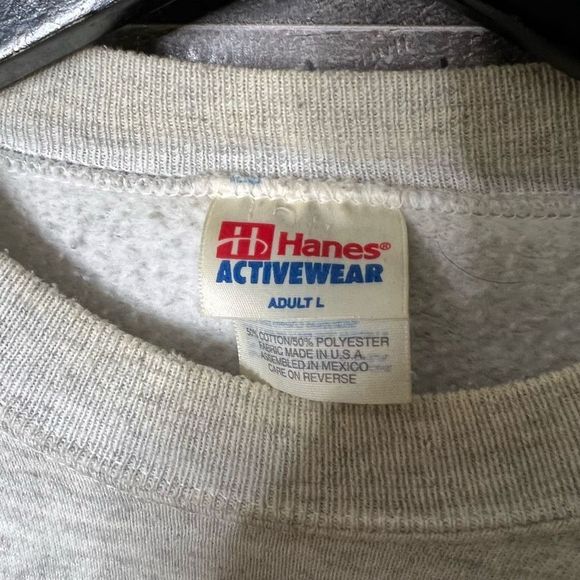 Hanes®
ACTIVEWEAR
ADULT L
50% COTTON/50% POLYESTER
FABRIC MADE IN U.S.A.
ASSEMBLED IN MEXICO
CARE ON REVERSE